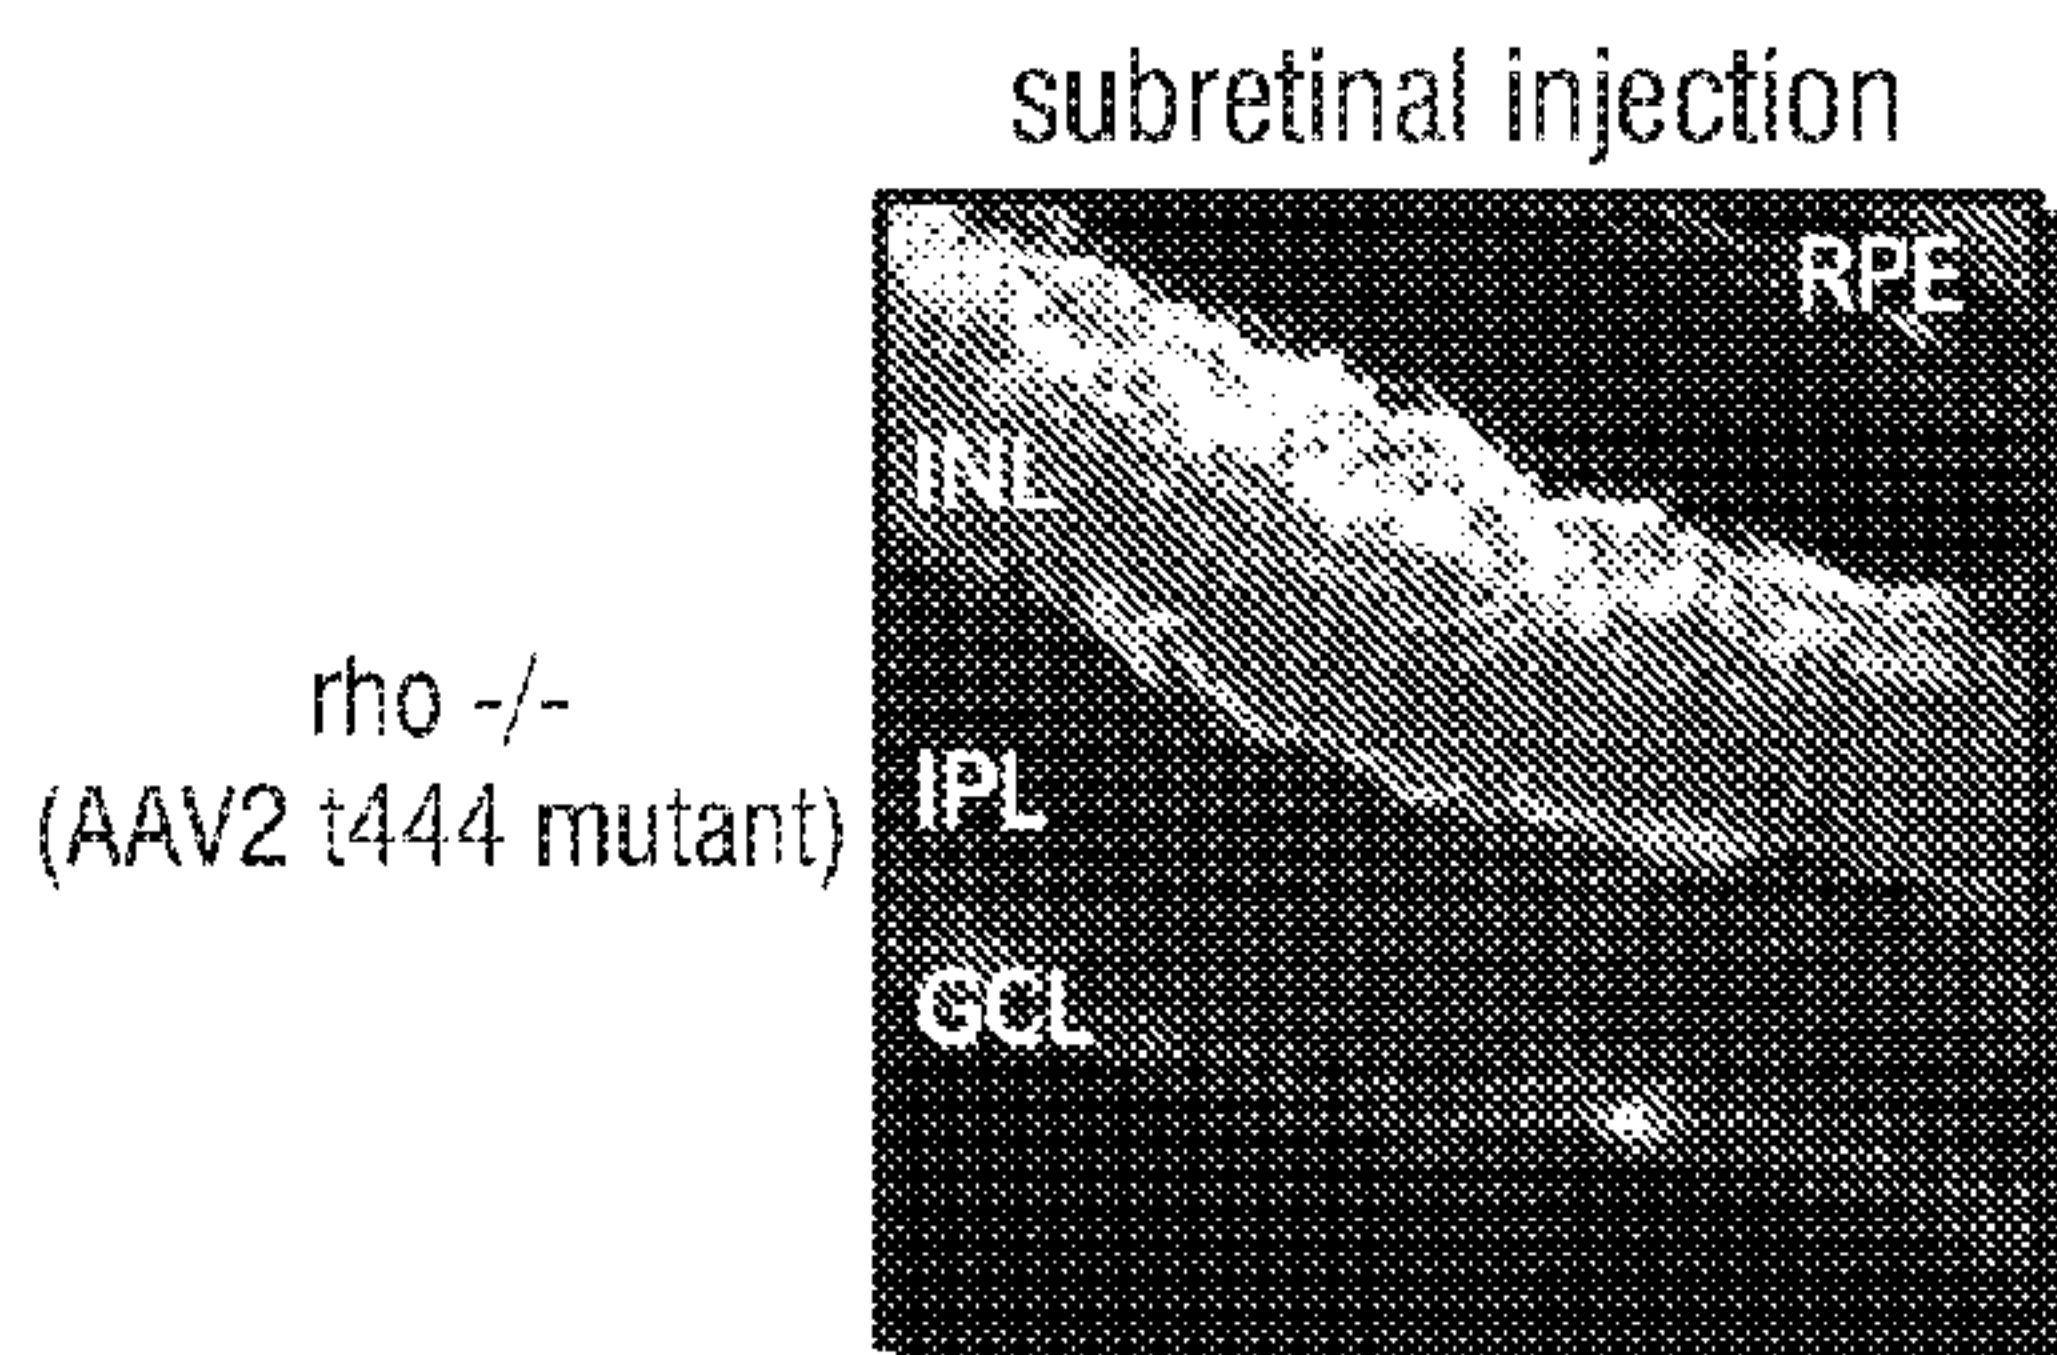 subretinal injection
RPE
INL
rho -/-
(AAV2 t444 mutant)
IPL
GCL